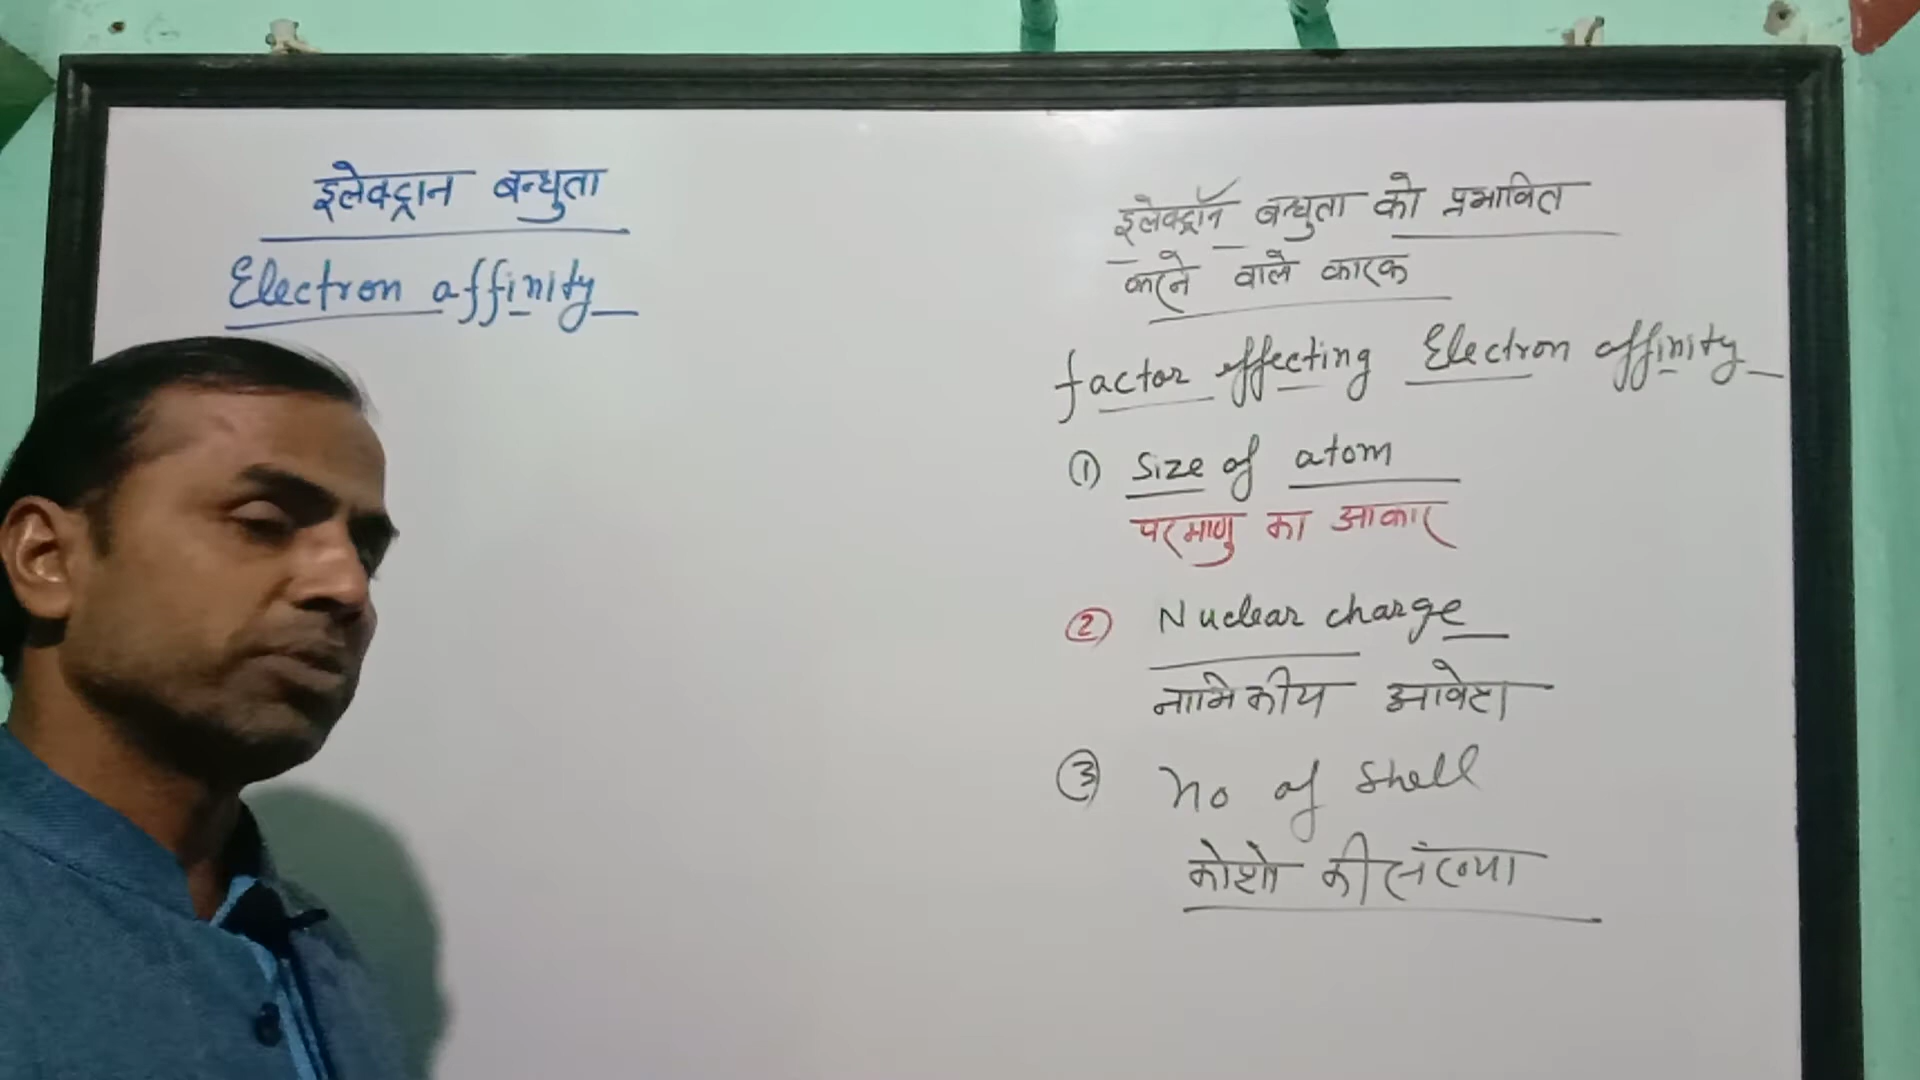 इलेक्ट्रान बन्धुता
Electron affinity
इलेक्ट्रॉन बन्धुता को प्रभावित
करने वाले कारक
factor effecting Electron affinity
① Size of atom
परमाणु का आकार
② Nuclear charge
नाभिकीय आवेश
③ No of Shell
कोशो की संख्या